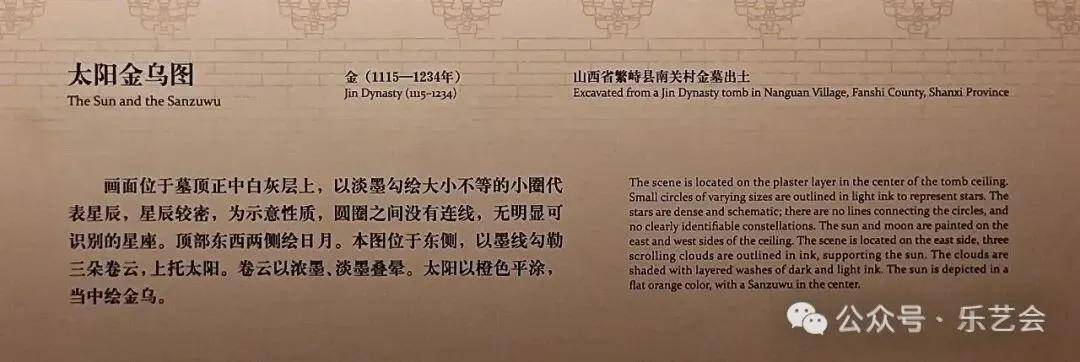 太阳金乌图
The Sun and the Sanzuwu
金（1115—1234年）
Jin Dynasty (1115-1234)
山西省繁峙县南关村金墓出土
Excavated from a Jin Dynasty tomb in Nanguan Village, Fanshi County, Shanxi Province
画面位于墓顶正中白灰层上，以淡墨勾绘大小不等的小圈代
表星辰，星辰较密，为示意性质，圆圈之间没有连线，无明显可
识别的星座。顶部东西两侧绘日月。本图位于东侧，以墨线勾勒
三朵卷云，上托太阳。卷云以浓墨、淡墨叠晕。太阳以橙色平涂，
当中绘金乌。
The scene is located on the plaster layer in the center of the tomb ceiling.
Small circles of varying sizes are outlined in light ink to represent stars. The
stars are dense and schematic; there are no lines connecting the circles, and
no clearly identifiable constellations. The sun and moon are painted on the
east and west sides of the ceiling. The scene is located on the east side, three
scrolling clouds are outlined in ink, supporting the sun. The clouds are
shaded with layered washes of dark and light ink. The sun is depicted in a
flat orange color, with a Sanzuwu in the center.
公众号·乐艺会